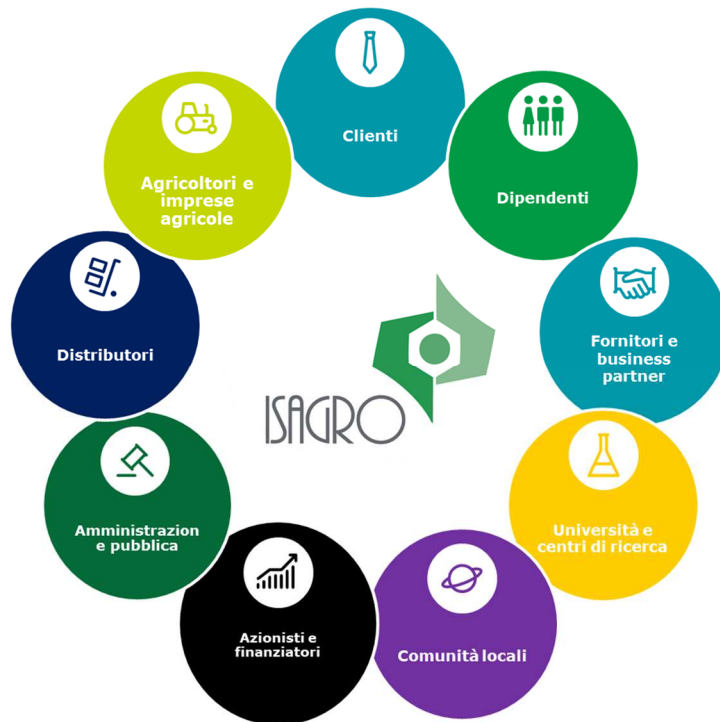 Clienti
Dipendenti
Fornitori e
business
partner
Università e
centri di ricerca
Comunità locali
Azionisti e
finanziatori
Amministrazion
e pubblica
Distributori
Agricoltori e
imprese
agricole
ISAGRO